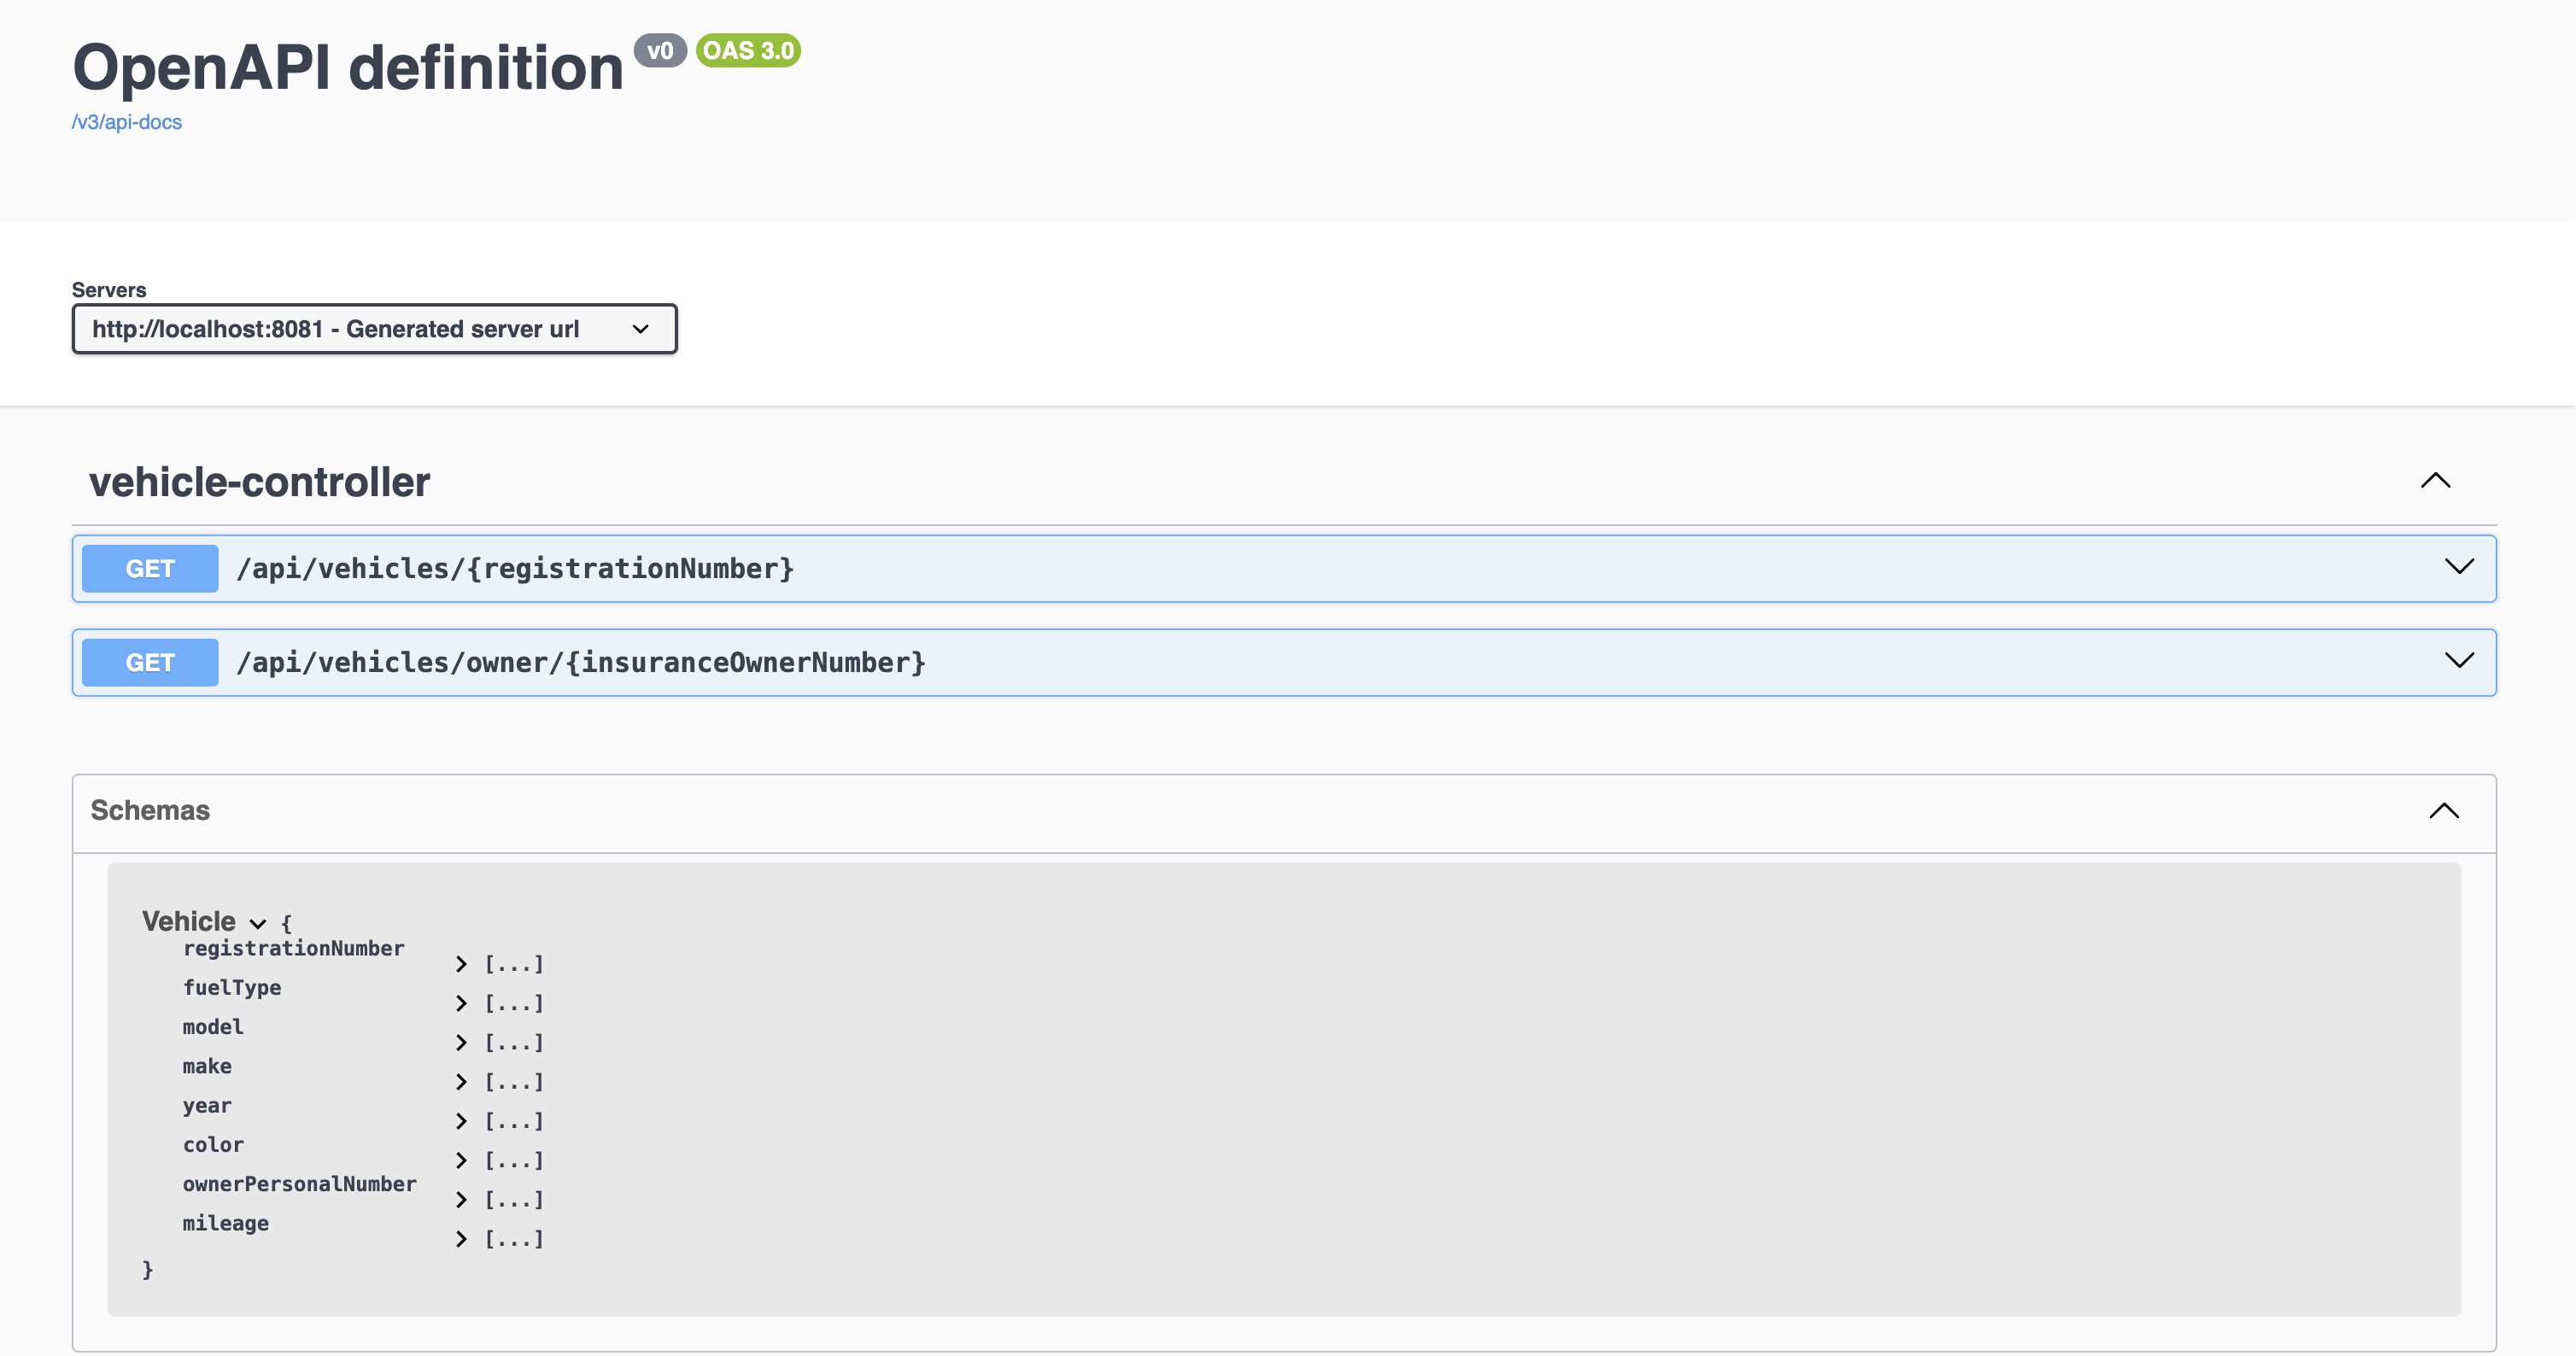 OpenAPI definition v0 OAS 3.0
/v3/api-docs
Servers
http://localhost:8081 - Generated server url
vehicle-controller
GET /api/vehicles/{registrationNumber}
GET /api/vehicles/owner/{insuranceOwnerNumber}
Schemas
Vehicle {
registrationNumber [...]
fuelType [...]
model [...]
make [...]
year [...]
color [...]
ownerPersonalNumber [...]
mileage [...]
}